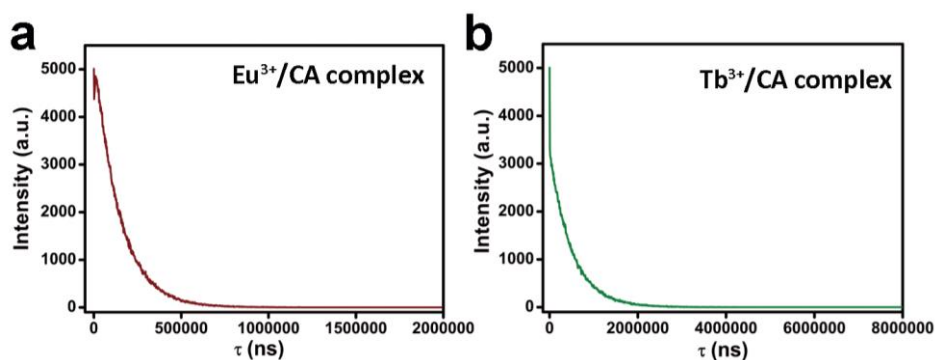 a
Eu³⁺/CA complex
5000
4000
3000
2000
1000
0
Intensity (a.u.)
0 500000 1000000 1500000 2000000
τ (ns)
b
Tb³⁺/CA complex
5000
4000
3000
2000
1000
0
Intensity (a.u.)
0 2000000 4000000 6000000 8000000
τ (ns)